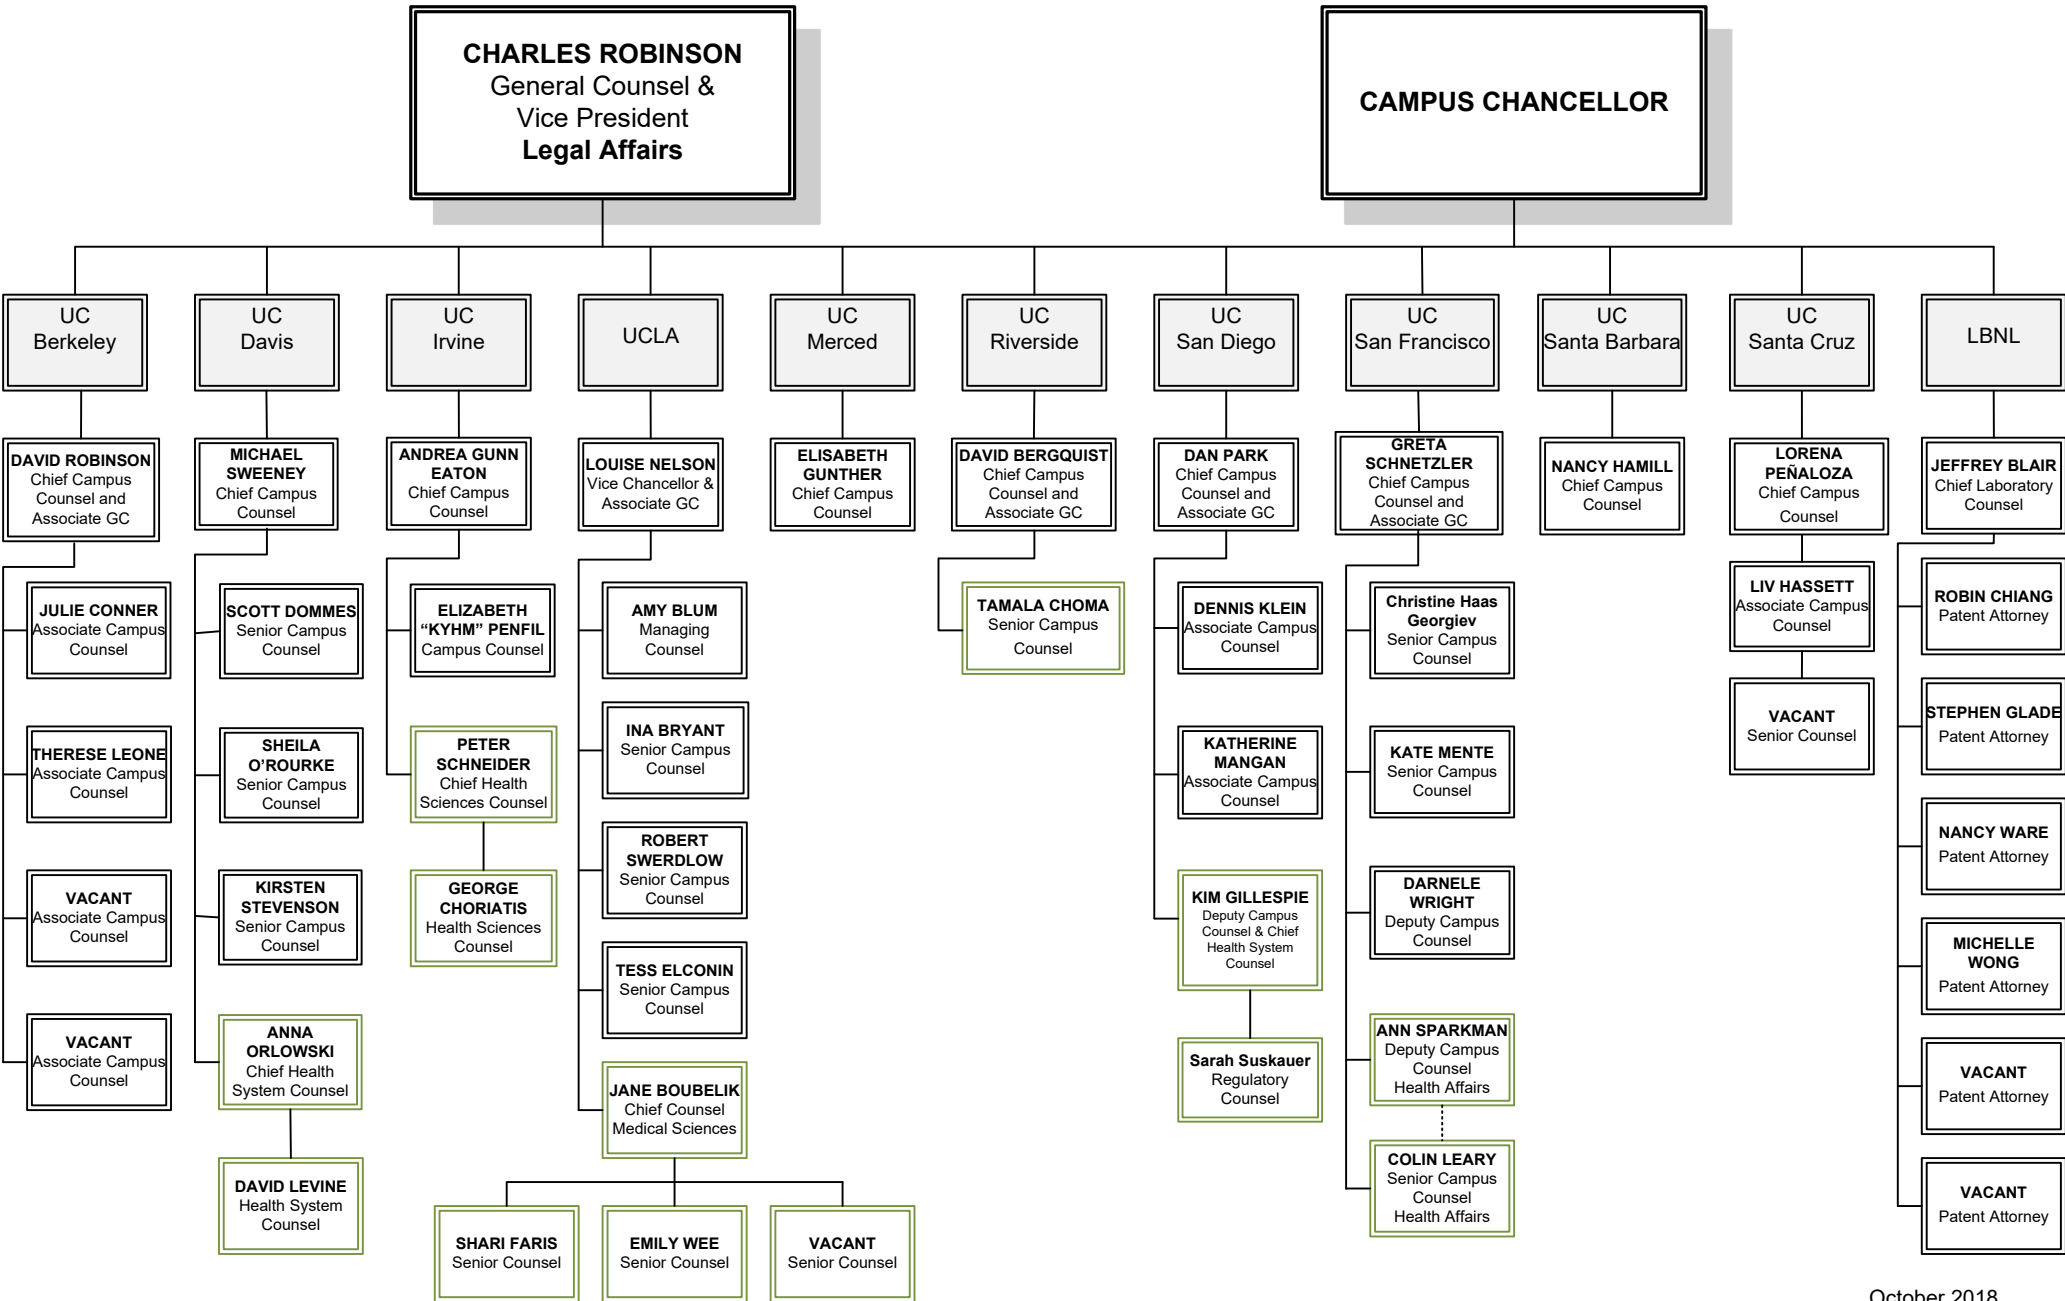 CHARLES ROBINSON
General Counsel &
Vice President
Legal Affairs
CAMPUS CHANCELLOR
UC
Berkeley
UC
Davis
UC
Irvine
UCLA
UC
Merced
UC
Riverside
UC
San Diego
UC
San Francisco
UC
Santa Barbara
UC
Santa Cruz
LBNL
DAVID ROBINSON
Chief Campus
Counsel and
Associate GC
MICHAEL
SWEENEY
Chief Campus
Counsel
ANDREA GUNN
EATON
Chief Campus
Counsel
LOUISE NELSON
Vice Chancellor &
Associate GC
ELISABETH
GUNTHER
Chief Campus
Counsel
DAVID BERGQUIST
Chief Campus
Counsel and
Associate GC
DAN PARK
Chief Campus
Counsel and
Associate GC
GRETA
SCHNETZLER
Chief Campus
Counsel and
Associate GC
NANCY HAMILL
Chief Campus
Counsel
LORENA
PEÑALOZA
Chief Campus
Counsel
JEFFREY BLAIR
Chief Laboratory
Counsel
JULIE CONNER
Associate Campus
Counsel
THERESE LEONE
Associate Campus
Counsel
VACANT
Associate Campus
Counsel
VACANT
Associate Campus
Counsel
SCOTT DOMMES
Senior Campus
Counsel
SHEILA
O’ROURKE
Senior Campus
Counsel
KIRSTEN
STEVENSON
Senior Campus
Counsel
ANNA
ORLOWSKI
Chief Health
System Counsel
DAVID LEVINE
Health System
Counsel
ELIZABETH
“KYHM” PENFIL
Campus Counsel
PETER
SCHNEIDER
Chief Health
Sciences Counsel
GEORGE
CHORIATIS
Health Sciences
Counsel
AMY BLUM
Managing
Counsel
INA BRYANT
Senior Campus
Counsel
ROBERT
SWERDLOW
Senior Campus
Counsel
TESS ELCONIN
Senior Campus
Counsel
JANE BOUBELIK
Chief Counsel
Medical Sciences
SHARI FARIS
Senior Counsel
EMILY WEE
Senior Counsel
VACANT
Senior Counsel
TAMALA CHOMA
Senior Campus
Counsel
DENNIS KLEIN
Associate Campus
Counsel
KATHERINE
MANGAN
Associate Campus
Counsel
KIM GILLESPIE
Deputy Campus
Counsel & Chief
Health System
Counsel
Sarah Suskauer
Regulatory
Counsel
Christine Haas
Georgiev
Senior Campus
Counsel
KATE MENTE
Senior Campus
Counsel
DARNELE
WRIGHT
Deputy Campus
Counsel
ANN SPARKMAN
Deputy Campus
Counsel
Health Affairs
COLIN LEARY
Senior Campus
Counsel
Health Affairs
LIV HASSETT
Associate Campus
Counsel
VACANT
Senior Counsel
ROBIN CHIANG
Patent Attorney
STEPHEN GLADE
Patent Attorney
NANCY WARE
Patent Attorney
MICHELLE
WONG
Patent Attorney
VACANT
Patent Attorney
VACANT
Patent Attorney
October 2018